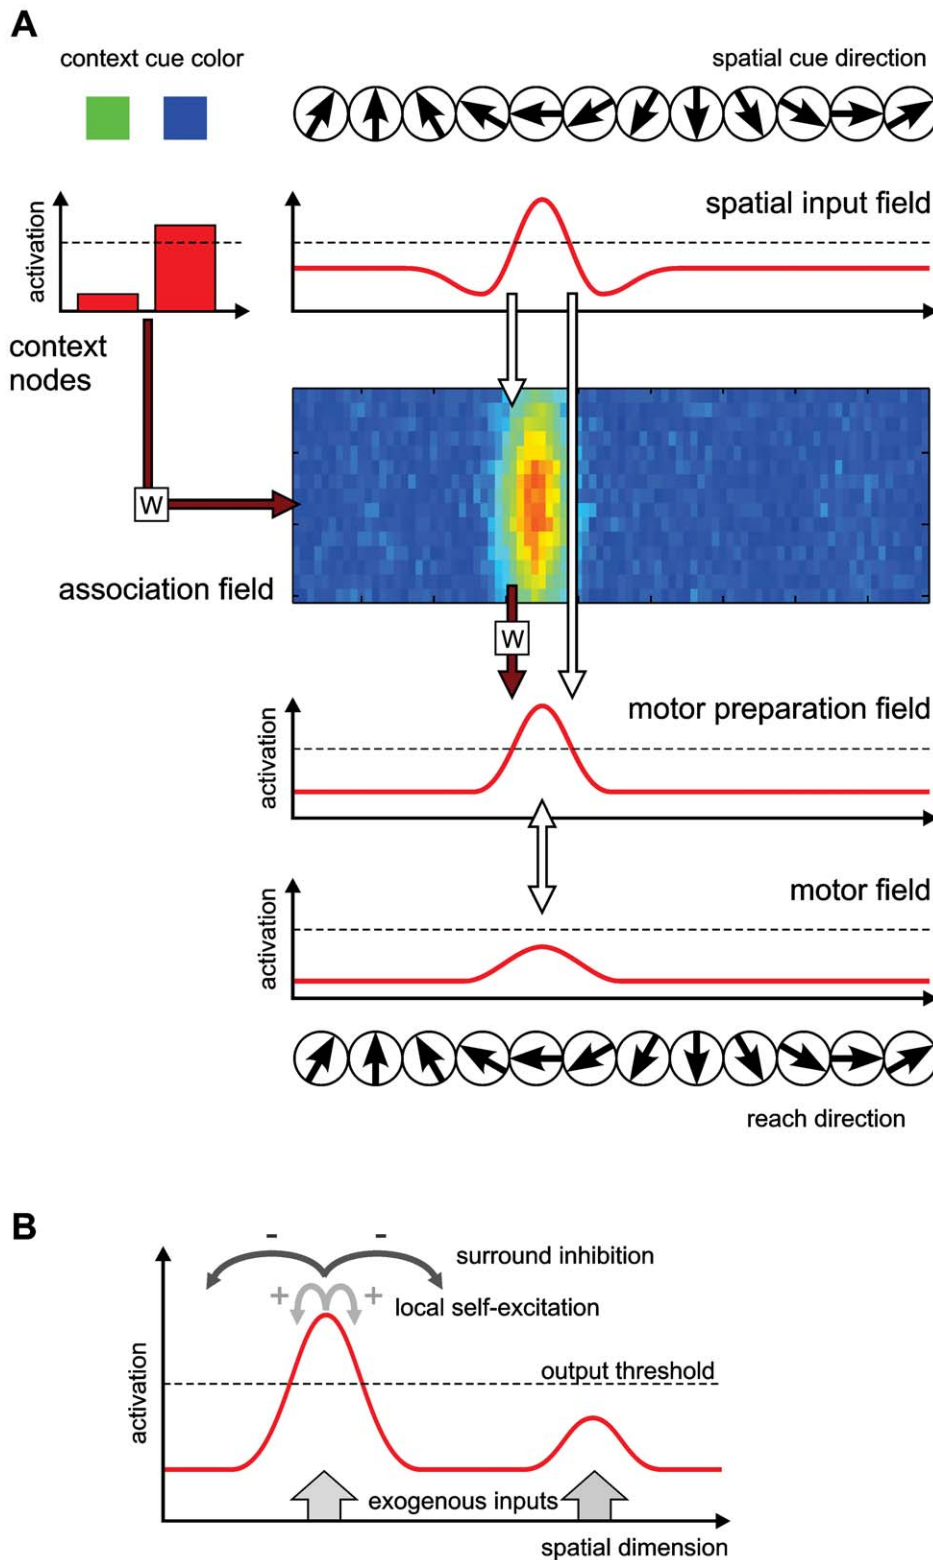 A
context cue color
spatial cue direction
activation
spatial input field
context
nodes
W
association field
W
motor preparation field
activation
motor field
activation
reach direction
B
- -
surround inhibition
+ +
local self-excitation
activation
output threshold
exogenous inputs
spatial dimension